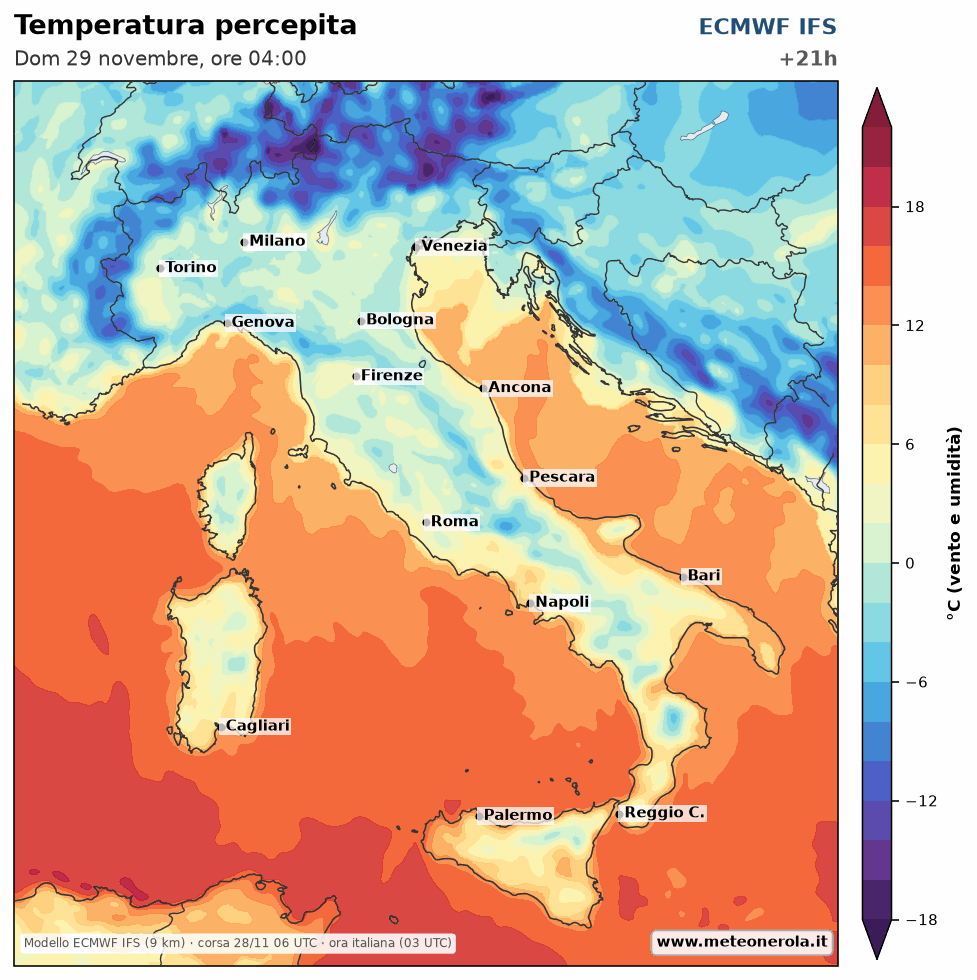 Temperatura percepita
ECMWF IFS
Dom 29 novembre, ore 04:00
+21h
Milano
Venezia
Torino
Genova
Bologna
Firenze
Ancona
Pescara
Roma
Bari
Napoli
Cagliari
Palermo
Reggio C.
18
12
6
0
−6
−12
−18
°C (vento e umidità)
Modello ECMWF IFS (9 km) · corsa 28/11 06 UTC · ora italiana (03 UTC)
www.meteonerola.it